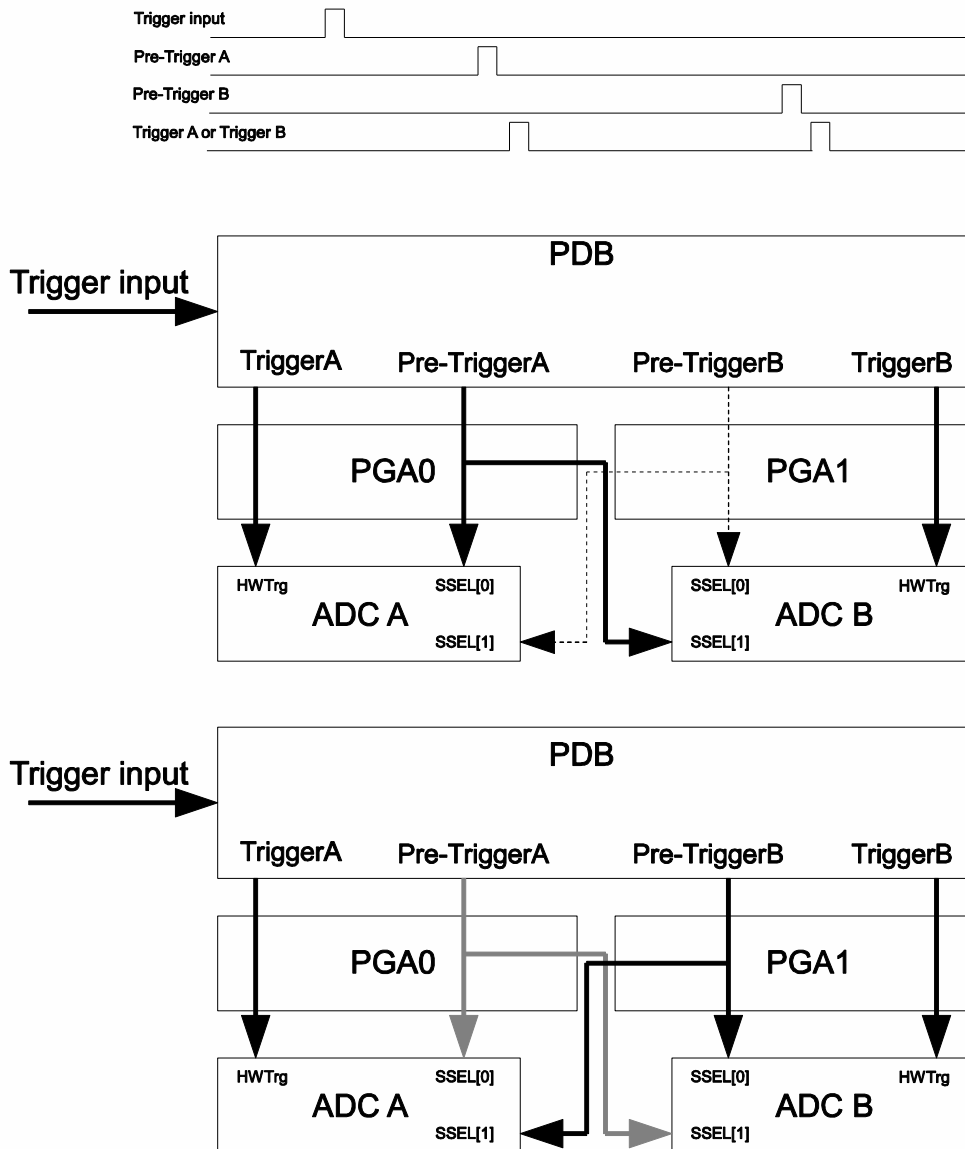 Trigger input
Pre-Trigger A
Pre-Trigger B
Trigger A or Trigger B
PDB
Trigger input
TriggerA Pre-TriggerA Pre-TriggerB TriggerB
PGA0 PGA1
HWTrg SSEL[0] SSEL[0] HWTrg
ADC A ADC B
SSEL[1] SSEL[1]
PDB
Trigger input
TriggerA Pre-TriggerA Pre-TriggerB TriggerB
PGA0 PGA1
HWTrg SSEL[0] SSEL[0] HWTrg
ADC A ADC B
SSEL[1] SSEL[1]